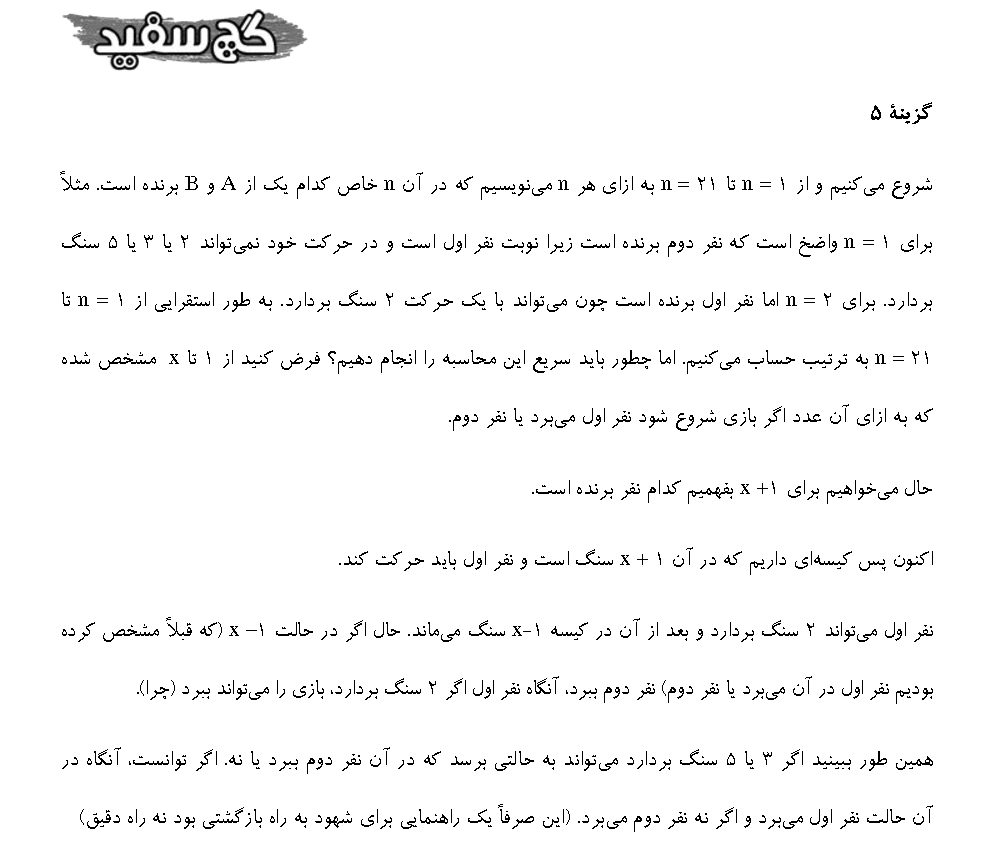 گچ سفید
گزینهٔ ۵
شروع می‌کنیم و از n = ۱ تا n = ۲۱ به ازای هر n می‌نویسیم که در آن n خاص کدام یک از A و B برنده است. مثلاً
برای n = ۱ واضخ است که نفر دوم برنده است زیرا نوبت نفر اول است و در حرکت خود نمی‌تواند ۲ یا ۳ یا ۵ سنگ
بردارد. برای n = ۲ اما نفر اول برنده است چون می‌تواند با یک حرکت ۲ سنگ بردارد. به طور استقرایی از n = ۱ تا
n = ۲۱ به ترتیب حساب می‌کنیم. اما چطور باید سریع این محاسبه را انجام دهیم؟ فرض کنید از ۱ تا x مشخص شده
که به ازای آن عدد اگر بازی شروع شود نفر اول می‌برد یا نفر دوم.
حال می‌خواهیم برای x +۱ بفهمیم کدام نفر برنده است.
اکنون پس کیسه‌ای داریم که در آن x + ۱ سنگ است و نفر اول باید حرکت کند.
نفر اول می‌تواند ۲ سنگ بردارد و بعد از آن در کیسه x-۱ سنگ می‌ماند. حال اگر در حالت x –۱ (که قبلاً مشخص کرده
بودیم نفر اول در آن می‌برد یا نفر دوم) نفر دوم ببرد، آنگاه نفر اول اگر ۲ سنگ بردارد، بازی را می‌تواند ببرد (چرا).
همین طور ببینید اگر ۳ یا ۵ سنگ بردارد می‌تواند به حالتی برسد که در آن نفر دوم ببرد یا نه. اگر توانست، آنگاه در
آن حالت نفر اول می‌برد و اگر نه نفر دوم می‌برد. (این صرفاً یک راهنمایی برای شهود به راه بازگشتی بود نه راه دقیق)